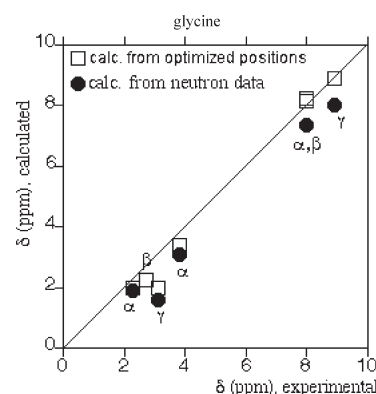 glycine
10
□ calc. from optimized positions
● calc. from neutron data
8
γ
α,β
6
δ (ppm), calculated
4
β
α
2
α
γ
0
0 2 4 6 8 10
δ (ppm), experimental